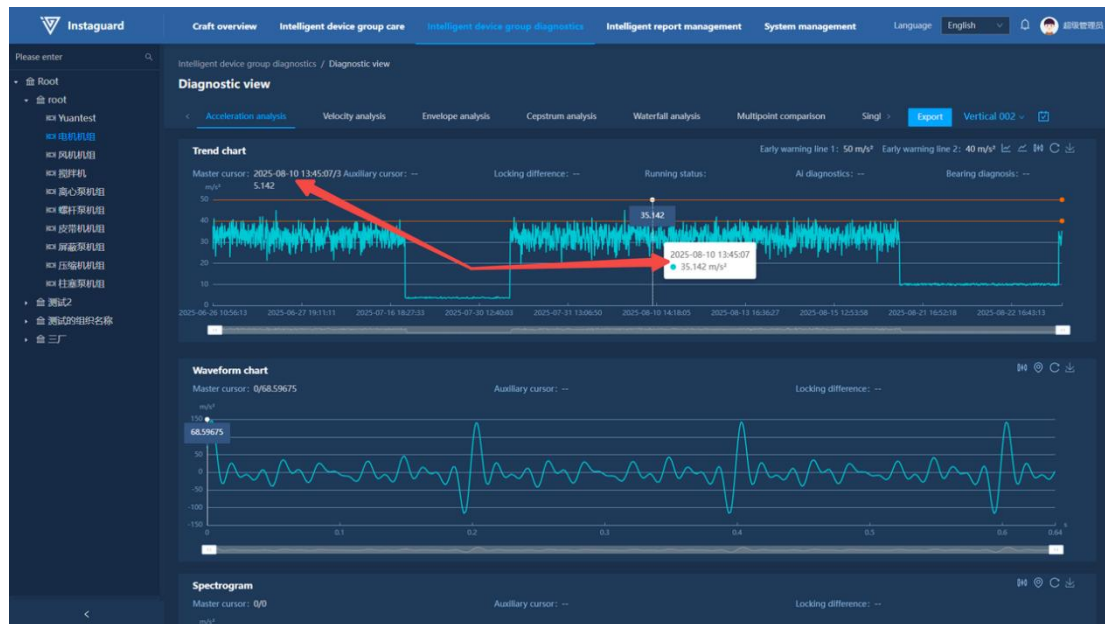 Instaguard
Craft overview Intelligent device group care Intelligent device group diagnostics Intelligent report management System management Language English 超级管理员
Please enter
Root
root
Yuantest
电机机组
风机机组
搅拌机
离心泵机组
螺杆泵机组
皮带机机组
屏蔽泵机组
压缩机机组
柱塞泵机组
测试2
测试的组织名称
三厂
Intelligent device group diagnostics / Diagnostic view
Diagnostic view
Acceleration analysis Velocity analysis Envelope analysis Cepstrum analysis Waterfall analysis Multipoint comparison Singl Export Vertical 002
Trend chart Early warning line 1: 50 m/s² Early warning line 2: 40 m/s²
Master cursor: 2025-08-10 13:45:07/3 Auxiliary cursor: -- Locking difference: -- Running status: Ai diagnostics: -- Bearing diagnosis: --
5.142
m/s²
50
40
30
20
10
0
35.142
2025-08-10 13:45:07
35.142 m/s²
2025-06-26 10:56:13 2025-06-27 19:11:11 2025-07-16 18:27:33 2025-07-30 12:40:03 2025-07-31 13:06:50 2025-08-10 14:18:05 2025-08-13 16:36:27 2025-08-15 12:53:58 2025-08-21 16:52:18 2025-08-22 16:43:13
Waveform chart
Master cursor: 0/68.59675 Auxiliary cursor: -- Locking difference: --
m/s²
150
68.59675
50
0
-50
-100
-150
0 0.1 0.2 0.3 0.4 0.5 0.6 0.64 s
Spectrogram
Master cursor: 0/0 Auxiliary cursor: -- Locking difference: --
m/s²